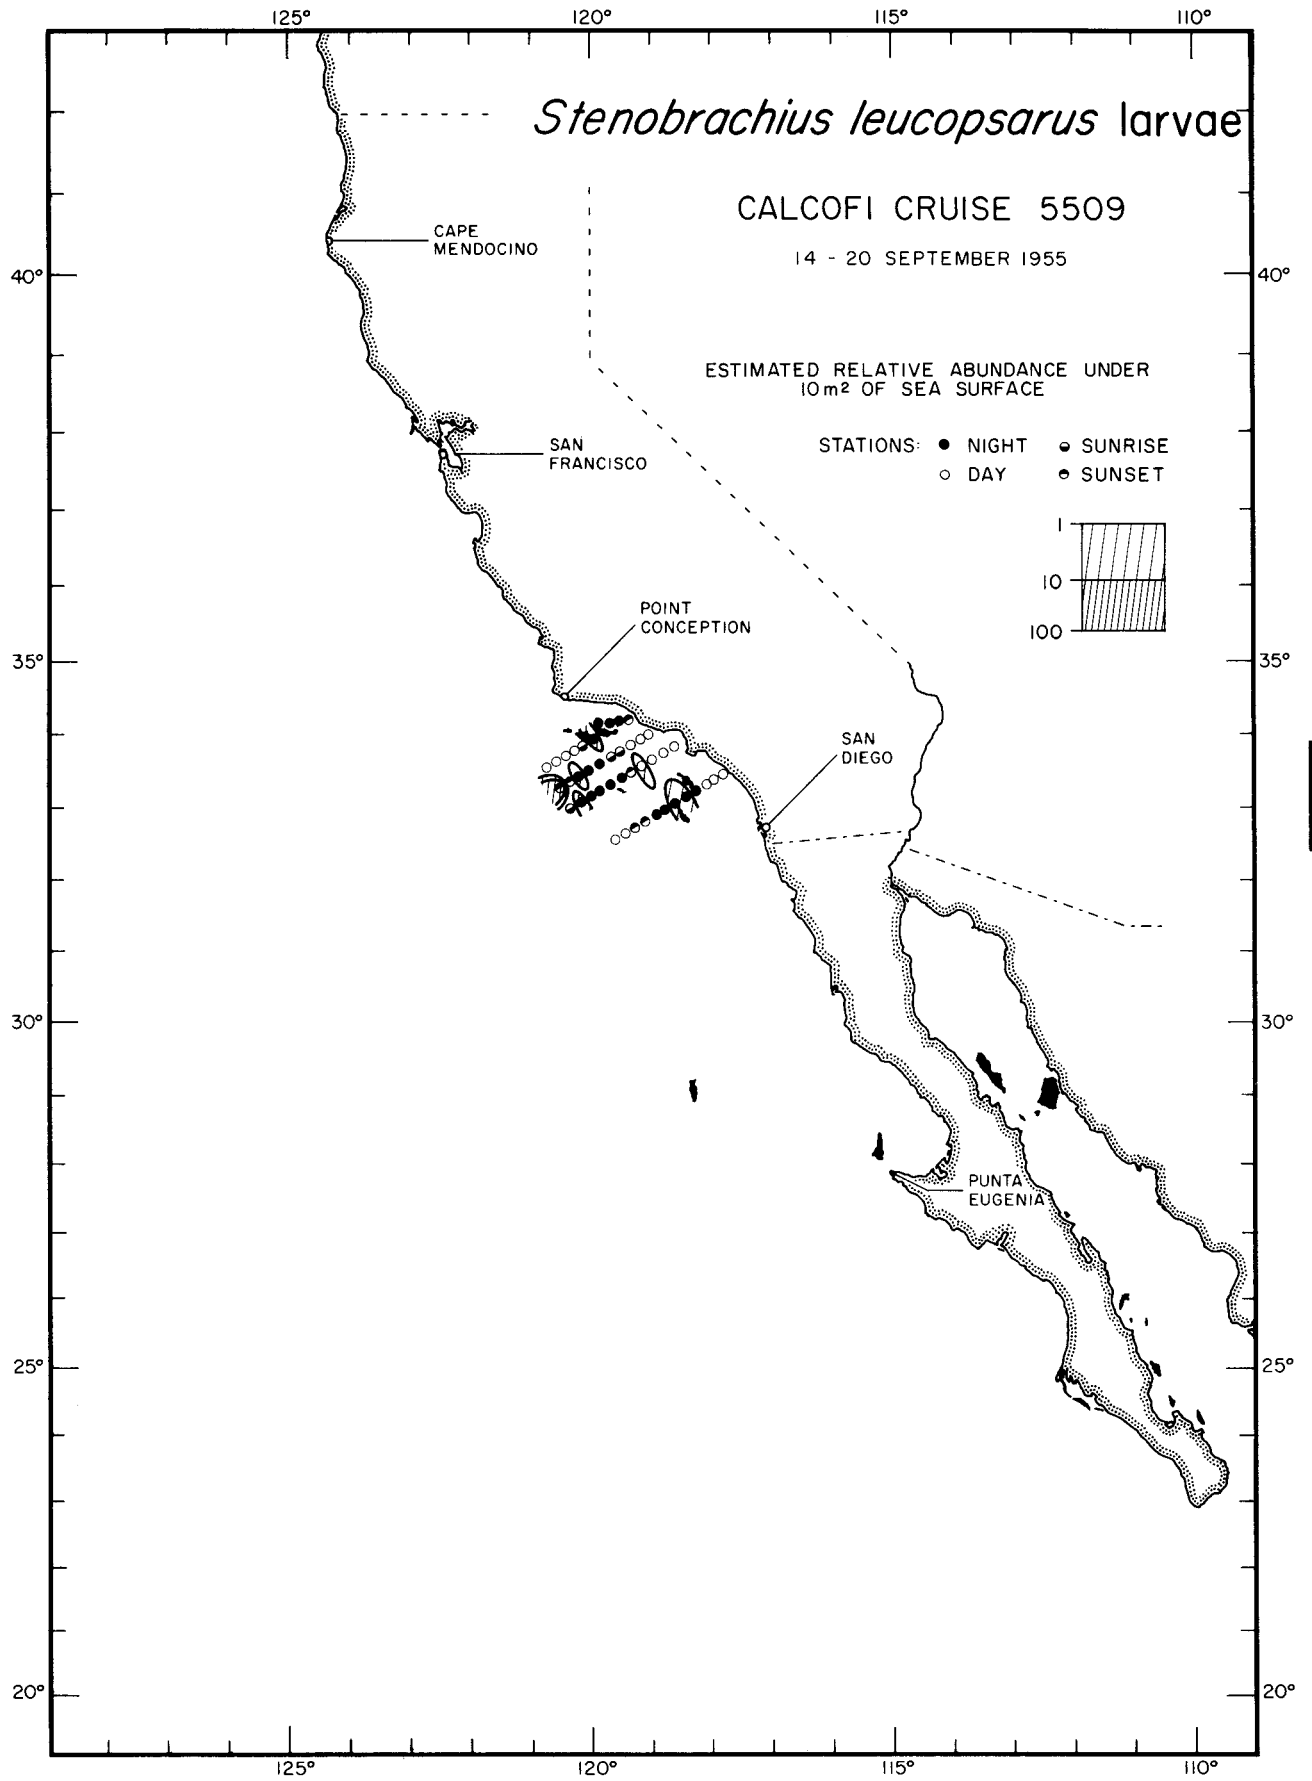 125° 120° 115° 110°
Stenobrachius leucopsarus larvae
CALCOFI CRUISE 5509
14 - 20 SEPTEMBER 1955
CAPE
MENDOCINO
40° 40°
ESTIMATED RELATIVE ABUNDANCE UNDER
10m² OF SEA SURFACE
STATIONS: ● NIGHT ◒ SUNRISE
○ DAY ◓ SUNSET
SAN
FRANCISCO
1
10
100
POINT
CONCEPTION
35° 35°
SAN
DIEGO
30° 30°
PUNTA
EUGENIA
25° 25°
20° 20°
125° 120° 115° 110°